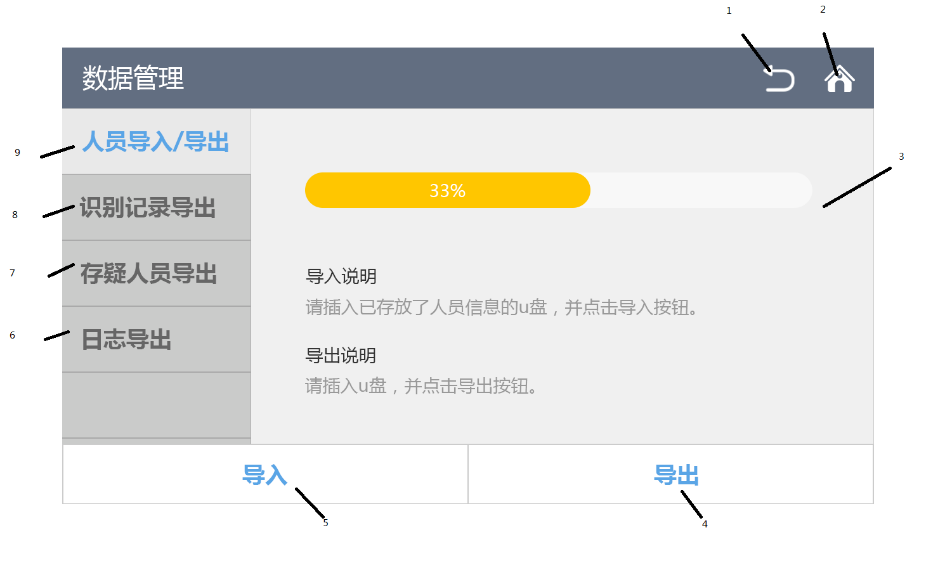 1
2
数据管理
人员导入/导出
9
3
33%
识别记录导出
8
存疑人员导出
7
导入说明
请插入已存放了人员信息的u盘，并点击导入按钮。
日志导出
6
导出说明
请插入u盘，并点击导出按钮。
导入
导出
5
4